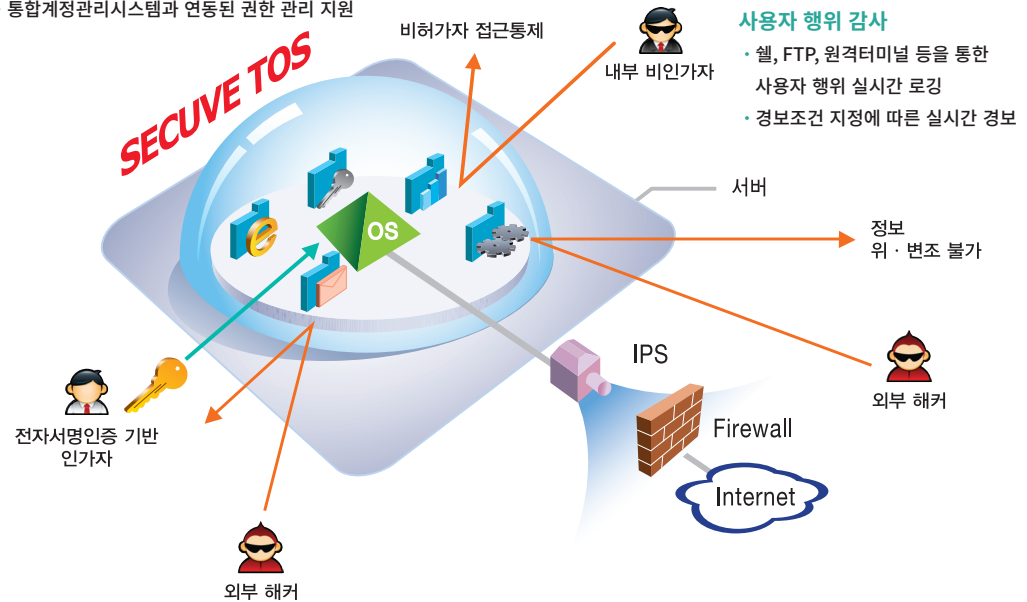 통합계정관리시스템과 연동된 권한 관리 지원
비허가자 접근통제
내부 비인가자
사용자 행위 감사
· 쉘, FTP, 원격터미널 등을 통한
사용자 행위 실시간 로깅
· 경보조건 지정에 따른 실시간 경보
SECUVE TOS
서버
OS
정보
위 · 변조 불가
IPS
외부 해커
Firewall
전자서명인증 기반
인가자
Internet
외부 해커